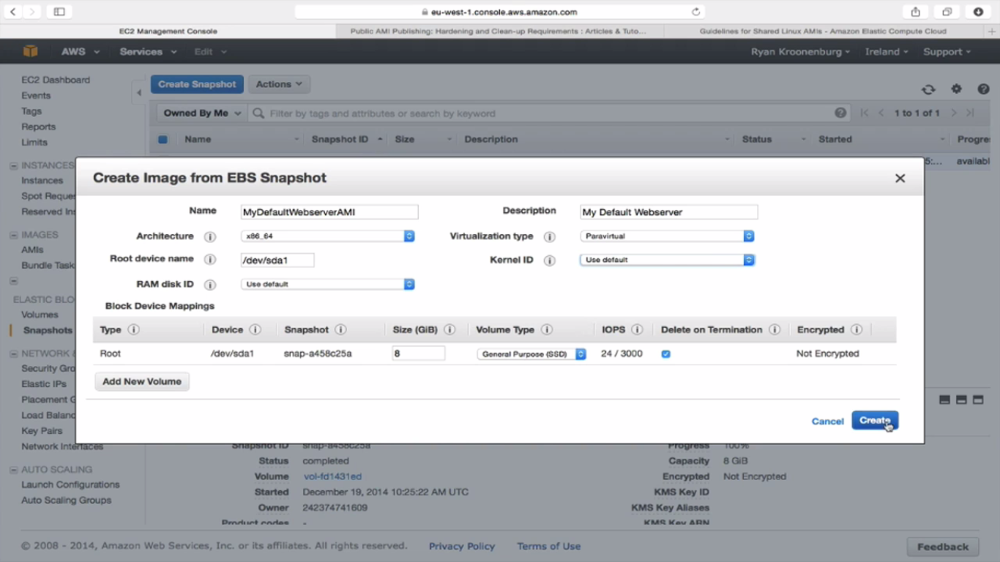 eu-west-1.console.aws.amazon.com
EC2 Management Console
Public AMI Publishing: Hardening and Clean-up Requirements : Articles & Tuto...
Guidelines for Shared Linux AMIs - Amazon Elastic Compute Cloud
AWS Services Edit Ryan Kroonenburg Ireland Support
EC2 Dashboard
Events
Tags
Reports
Limits
INSTANCES
Instances
Spot Reque
Reserved Ins
IMAGES
AMIs
Bundle Task
ELASTIC BLO
Volumes
Snapshots
NETWORK &
Security Gro
Elastic IPs
Placement G
Load Balanc
Key Pairs
Network Interfaces
AUTO SCALING
Launch Configurations
Auto Scaling Groups
Create Snapshot Actions
Owned By Me Filter by tags and attributes or search by keyword 1 to 1 of 1
Name Snapshot ID Size Description Status Started Progre
5:... availabl
Create Image from EBS Snapshot
Name MyDefaultWebserverAMI Description My Default Webserver
Architecture x86_64 Virtualization type Paravirtual
Root device name /dev/sda1 Kernel ID Use default
RAM disk ID Use default
Block Device Mappings
Type Device Snapshot Size (GiB) Volume Type IOPS Delete on Termination Encrypted
Root /dev/sda1 snap-a458c25a 8 General Purpose (SSD) 24 / 3000 Not Encrypted
Add New Volume
Cancel Create
Snapshot ID snap-a458c25a Progress 100%
Status completed Capacity 8 GiB
Volume vol-fd1431ed Encrypted Not Encrypted
Started December 19, 2014 10:25:22 AM UTC KMS Key ID
Owner 242374741609 KMS Key Aliases
Product codes - KMS Key ARN
© 2008 - 2014, Amazon Web Services, Inc. or its affiliates. All rights reserved. Privacy Policy Terms of Use Feedback